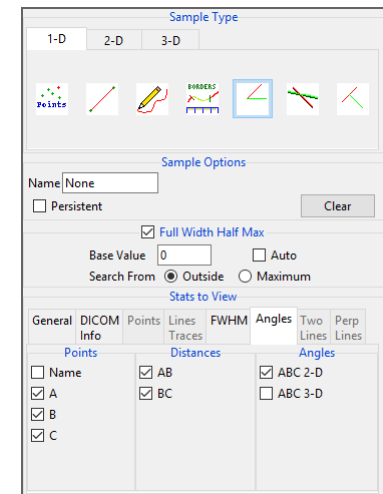 Sample Type
1-D 2-D 3-D
Points BORDERS
Sample Options
Name None
Persistent Clear
Full Width Half Max
Base Value 0 Auto
Search From Outside Maximum
Stats to View
General DICOM Points Lines FWHM Angles Two Perp
Info Traces Lines Lines
Points Distances Angles
Name AB ABC 2-D
A BC ABC 3-D
B
C